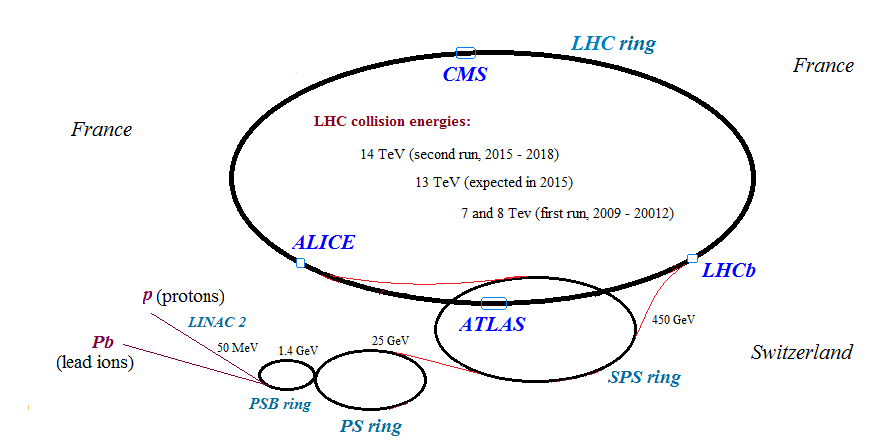 LHC ring
CMS
France
France
LHC collision energies:
14 TeV (second run, 2015 - 2018)
13 TeV (expected in 2015)
7 and 8 Tev (first run, 2009 - 20012)
ALICE
LHCb
p (protons)
LINAC 2
ATLAS
450 GeV
Pb
(lead ions)
50 MeV
1.4 GeV
25 GeV
Switzerland
SPS ring
PSB ring
PS ring